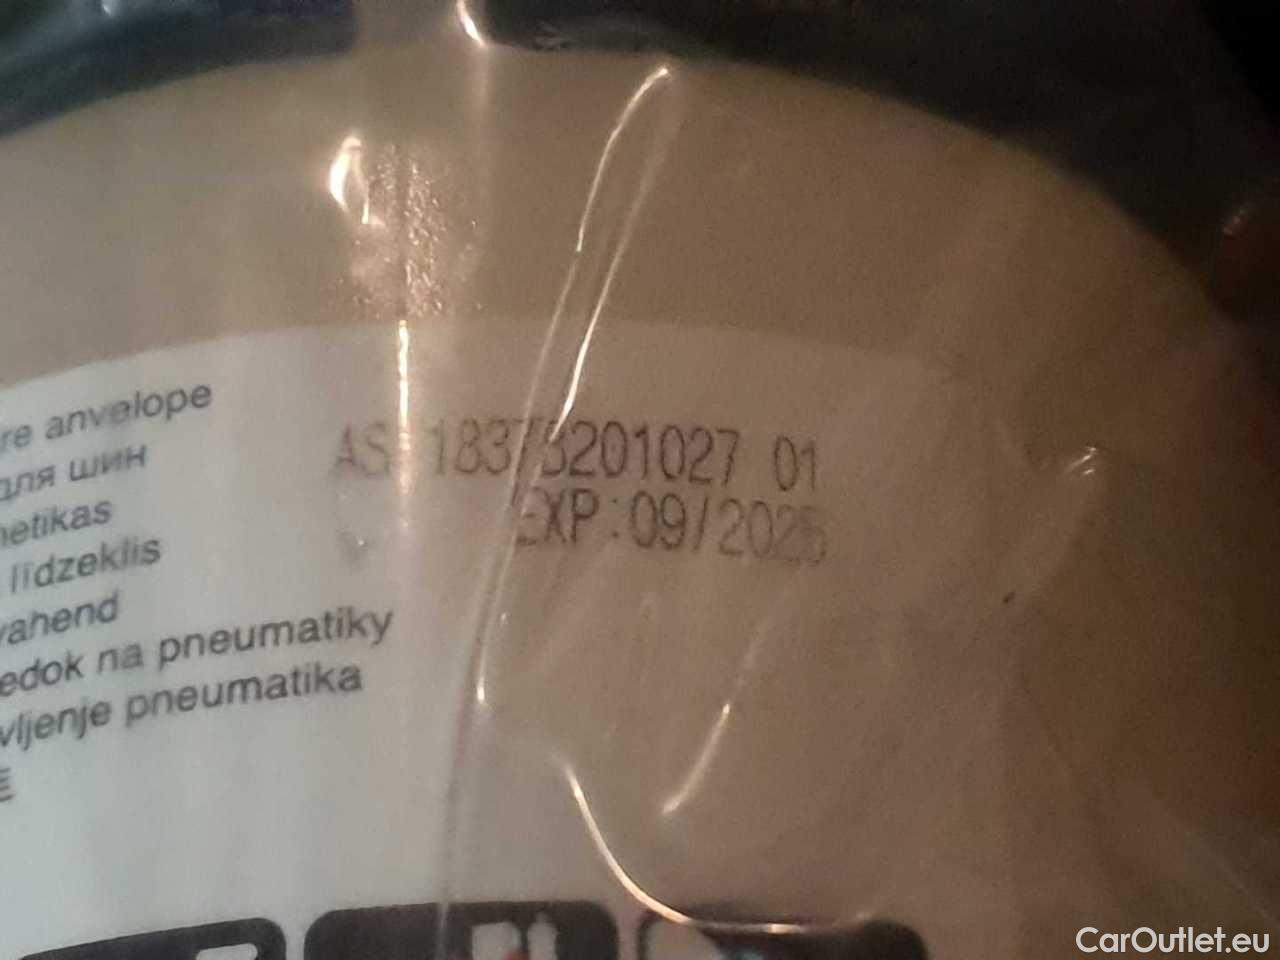 re anvelope
для шин
netikas
līdzeklis
vahend
edok na pneumatiky
vljenje pneumatika
E
AS 18373201027 01
EXP:09/2025
CarOutlet.eu